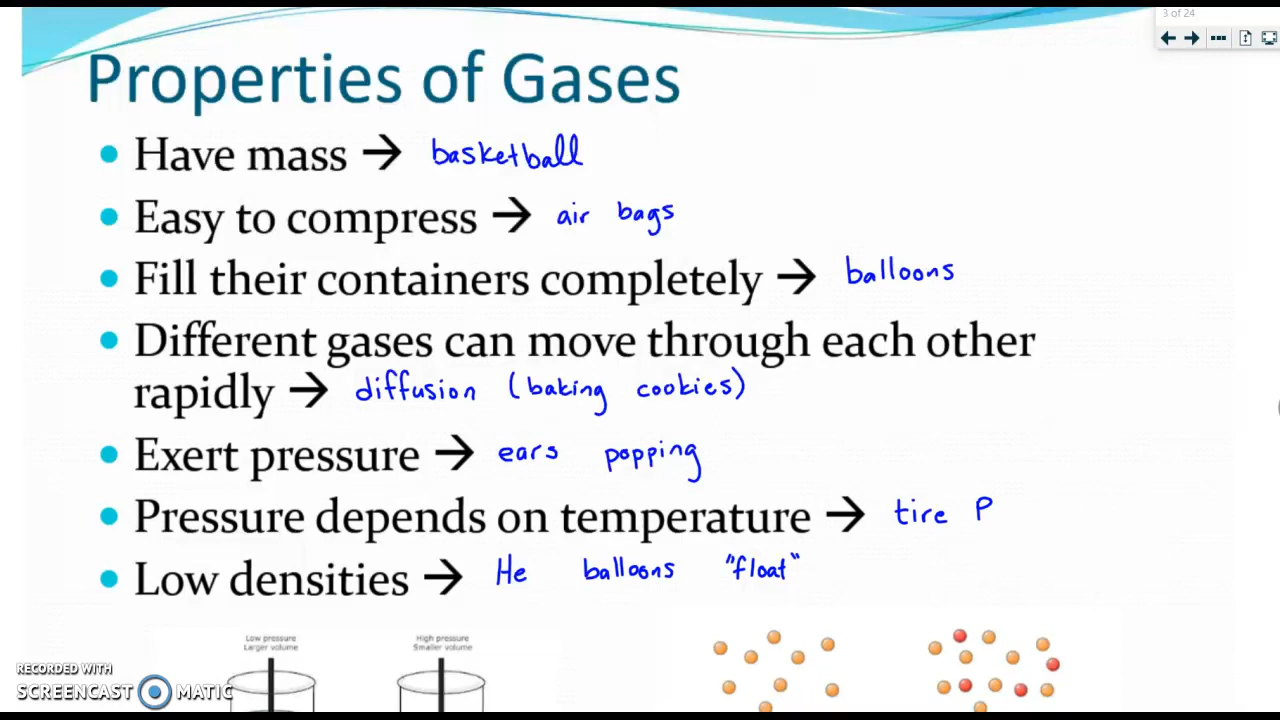 3 of 24
Properties of Gases
• Have mass → basketball
• Easy to compress → air bags
• Fill their containers completely → balloons
• Different gases can move through each other
rapidly → diffusion (baking cookies)
• Exert pressure → ears popping
• Pressure depends on temperature → tire P
• Low densities → He balloons "float"
Low pressure
Larger volume
High pressure
Smaller volume
RECORDED WITH
SCREENCAST MATIC